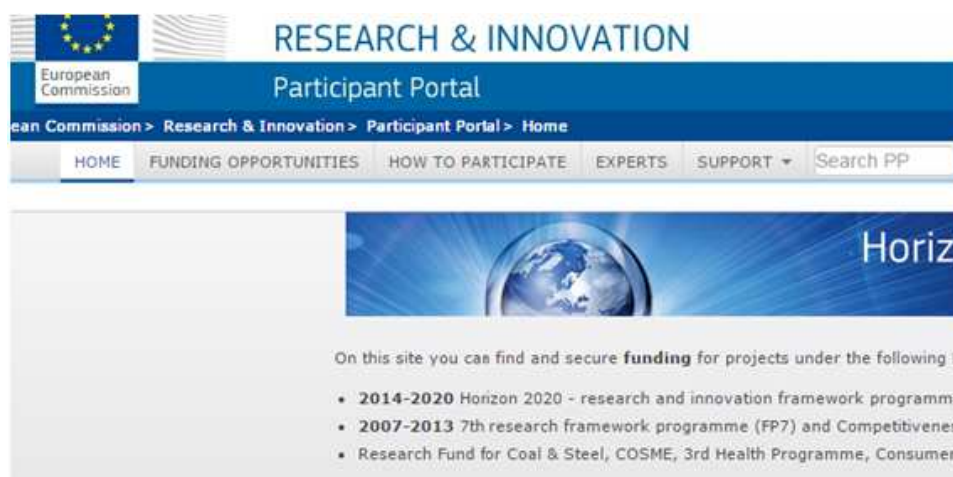 RESEARCH & INNOVATION
European
Commission
Participant Portal
ean Commission > Research & Innovation > Participant Portal > Home
HOME FUNDING OPPORTUNITIES HOW TO PARTICIPATE EXPERTS SUPPORT Search PP
Horiz
On this site you can find and secure funding for projects under the following
• 2014-2020 Horizon 2020 - research and innovation framework programm
• 2007-2013 7th research framework programme (FP7) and Competitivenes
• Research Fund for Coal & Steel, COSME, 3rd Health Programme, Consumer